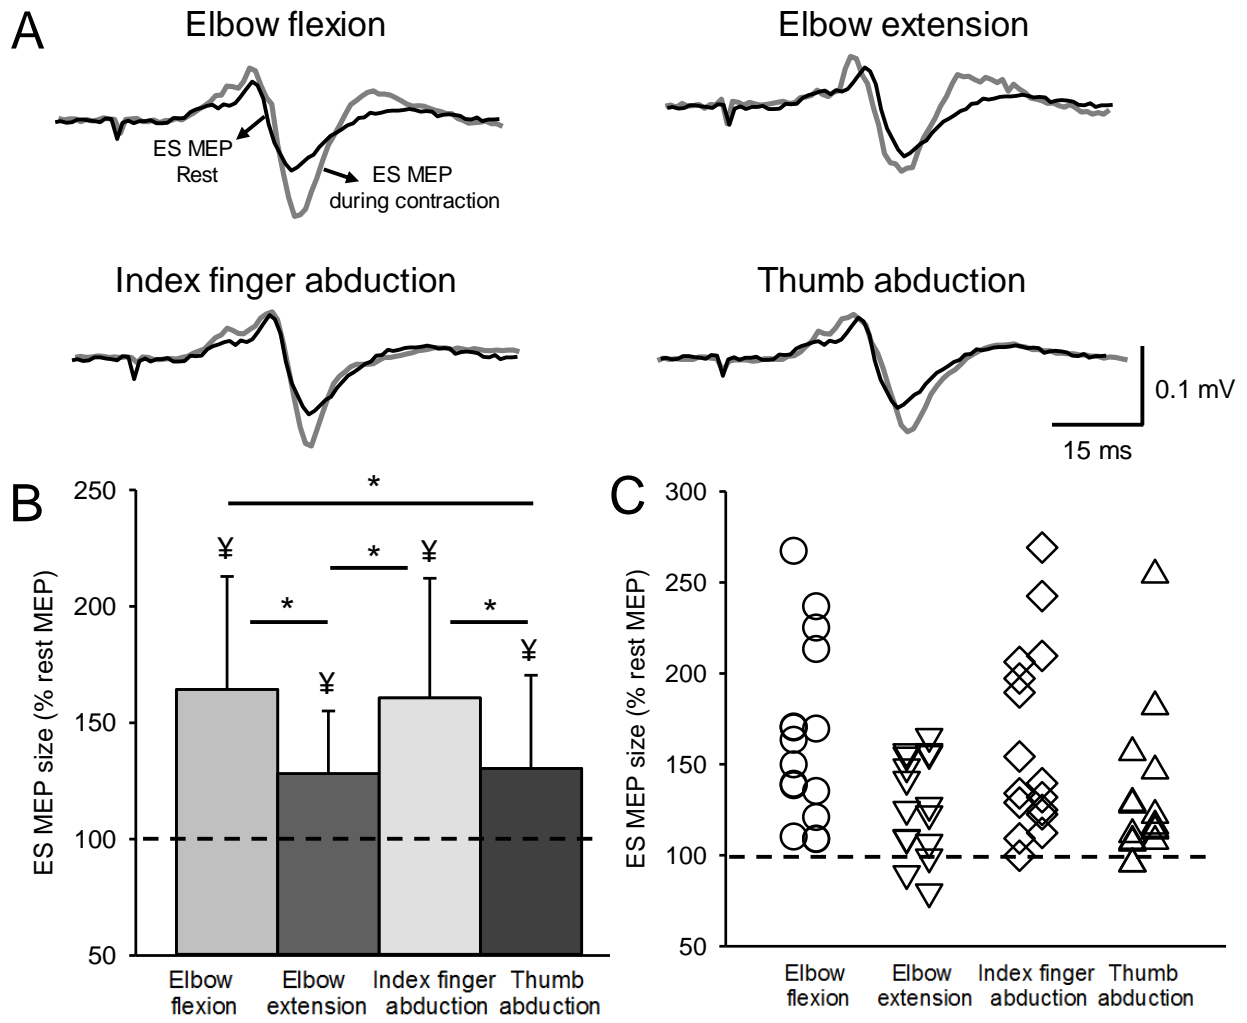 A
Elbow flexion
Elbow extension
ES MEP
Rest
ES MEP
during contraction
Index finger abduction
Thumb abduction
0.1 mV
15 ms
B
ES MEP size (% rest MEP)
250
200
150
100
50
*
¥
*
¥
*
*
¥
¥
Elbow
flexion
Elbow
extension
Index finger
abduction
Thumb
abduction
C
ES MEP size (% rest MEP)
300
250
200
150
100
50
Elbow
flexion
Elbow
extension
Index finger
abduction
Thumb
abduction